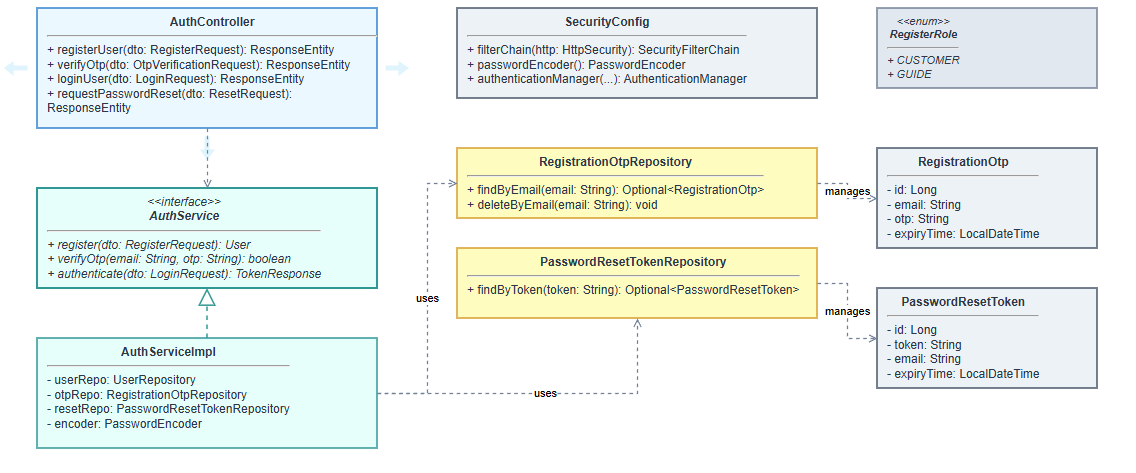 AuthController
+ registerUser(dto: RegisterRequest): ResponseEntity
+ verifyOtp(dto: OtpVerificationRequest): ResponseEntity
+ loginUser(dto: LoginRequest): ResponseEntity
+ requestPasswordReset(dto: ResetRequest):
ResponseEntity
SecurityConfig
+ filterChain(http: HttpSecurity): SecurityFilterChain
+ passwordEncoder(): PasswordEncoder
+ authenticationManager(...): AuthenticationManager
<<enum>>
RegisterRole
+ CUSTOMER
+ GUIDE
<<interface>>
AuthService
+ register(dto: RegisterRequest): User
+ verifyOtp(email: String, otp: String): boolean
+ authenticate(dto: LoginRequest): TokenResponse
RegistrationOtpRepository
+ findByEmail(email: String): Optional<RegistrationOtp>
+ deleteByEmail(email: String): void
manages
RegistrationOtp
- id: Long
- email: String
- otp: String
- expiryTime: LocalDateTime
PasswordResetTokenRepository
+ findByToken(token: String): Optional<PasswordResetToken>
uses
manages
PasswordResetToken
- id: Long
- token: String
- email: String
- expiryTime: LocalDateTime
AuthServiceImpl
- userRepo: UserRepository
- otpRepo: RegistrationOtpRepository
- resetRepo: PasswordResetTokenRepository
- encoder: PasswordEncoder
uses